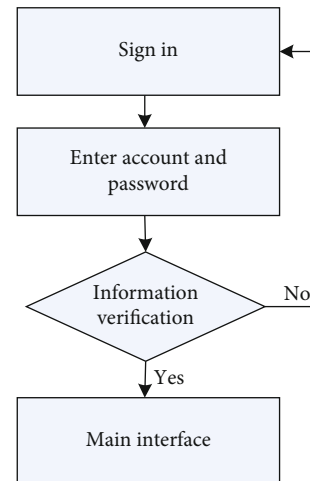 Sign in
Enter account and
password
Information
verification
No
Yes
Main interface